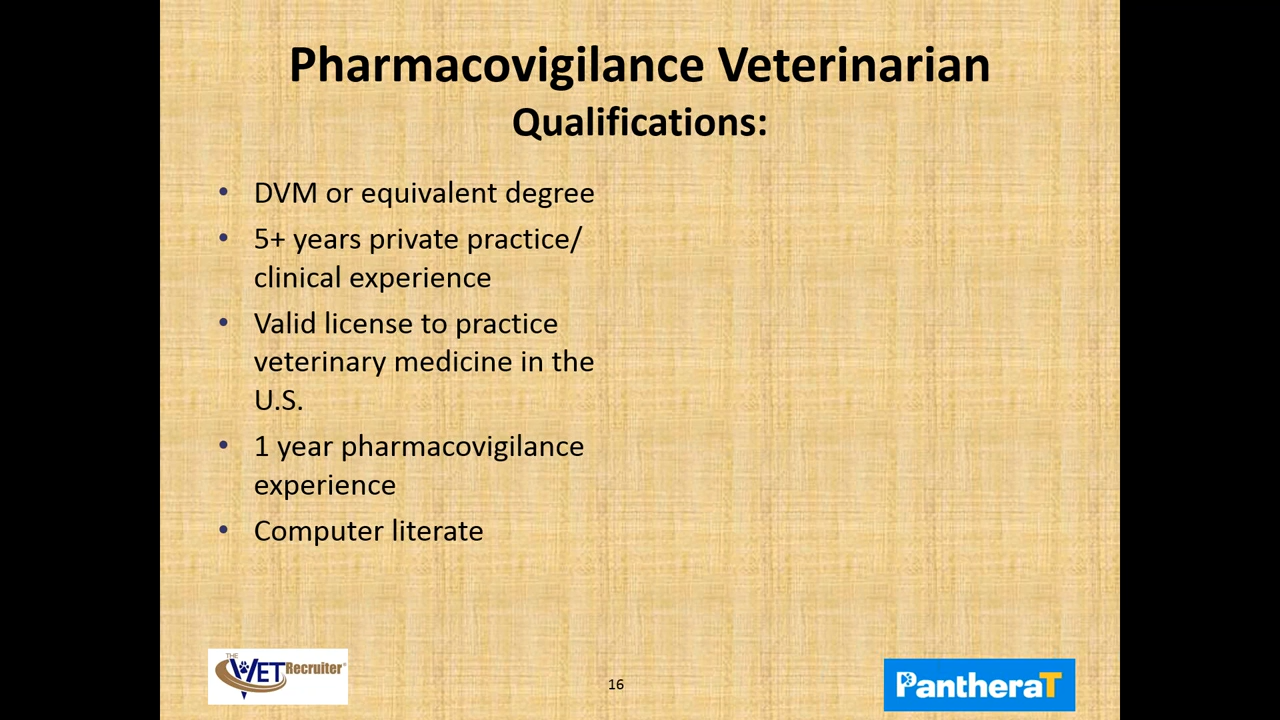 Pharmacovigilance Veterinarian
Qualifications:
• DVM or equivalent degree
• 5+ years private practice/
clinical experience
• Valid license to practice
veterinary medicine in the
U.S.
• 1 year pharmacovigilance
experience
• Computer literate
THE
VET Recruiter®
16
PantheraT